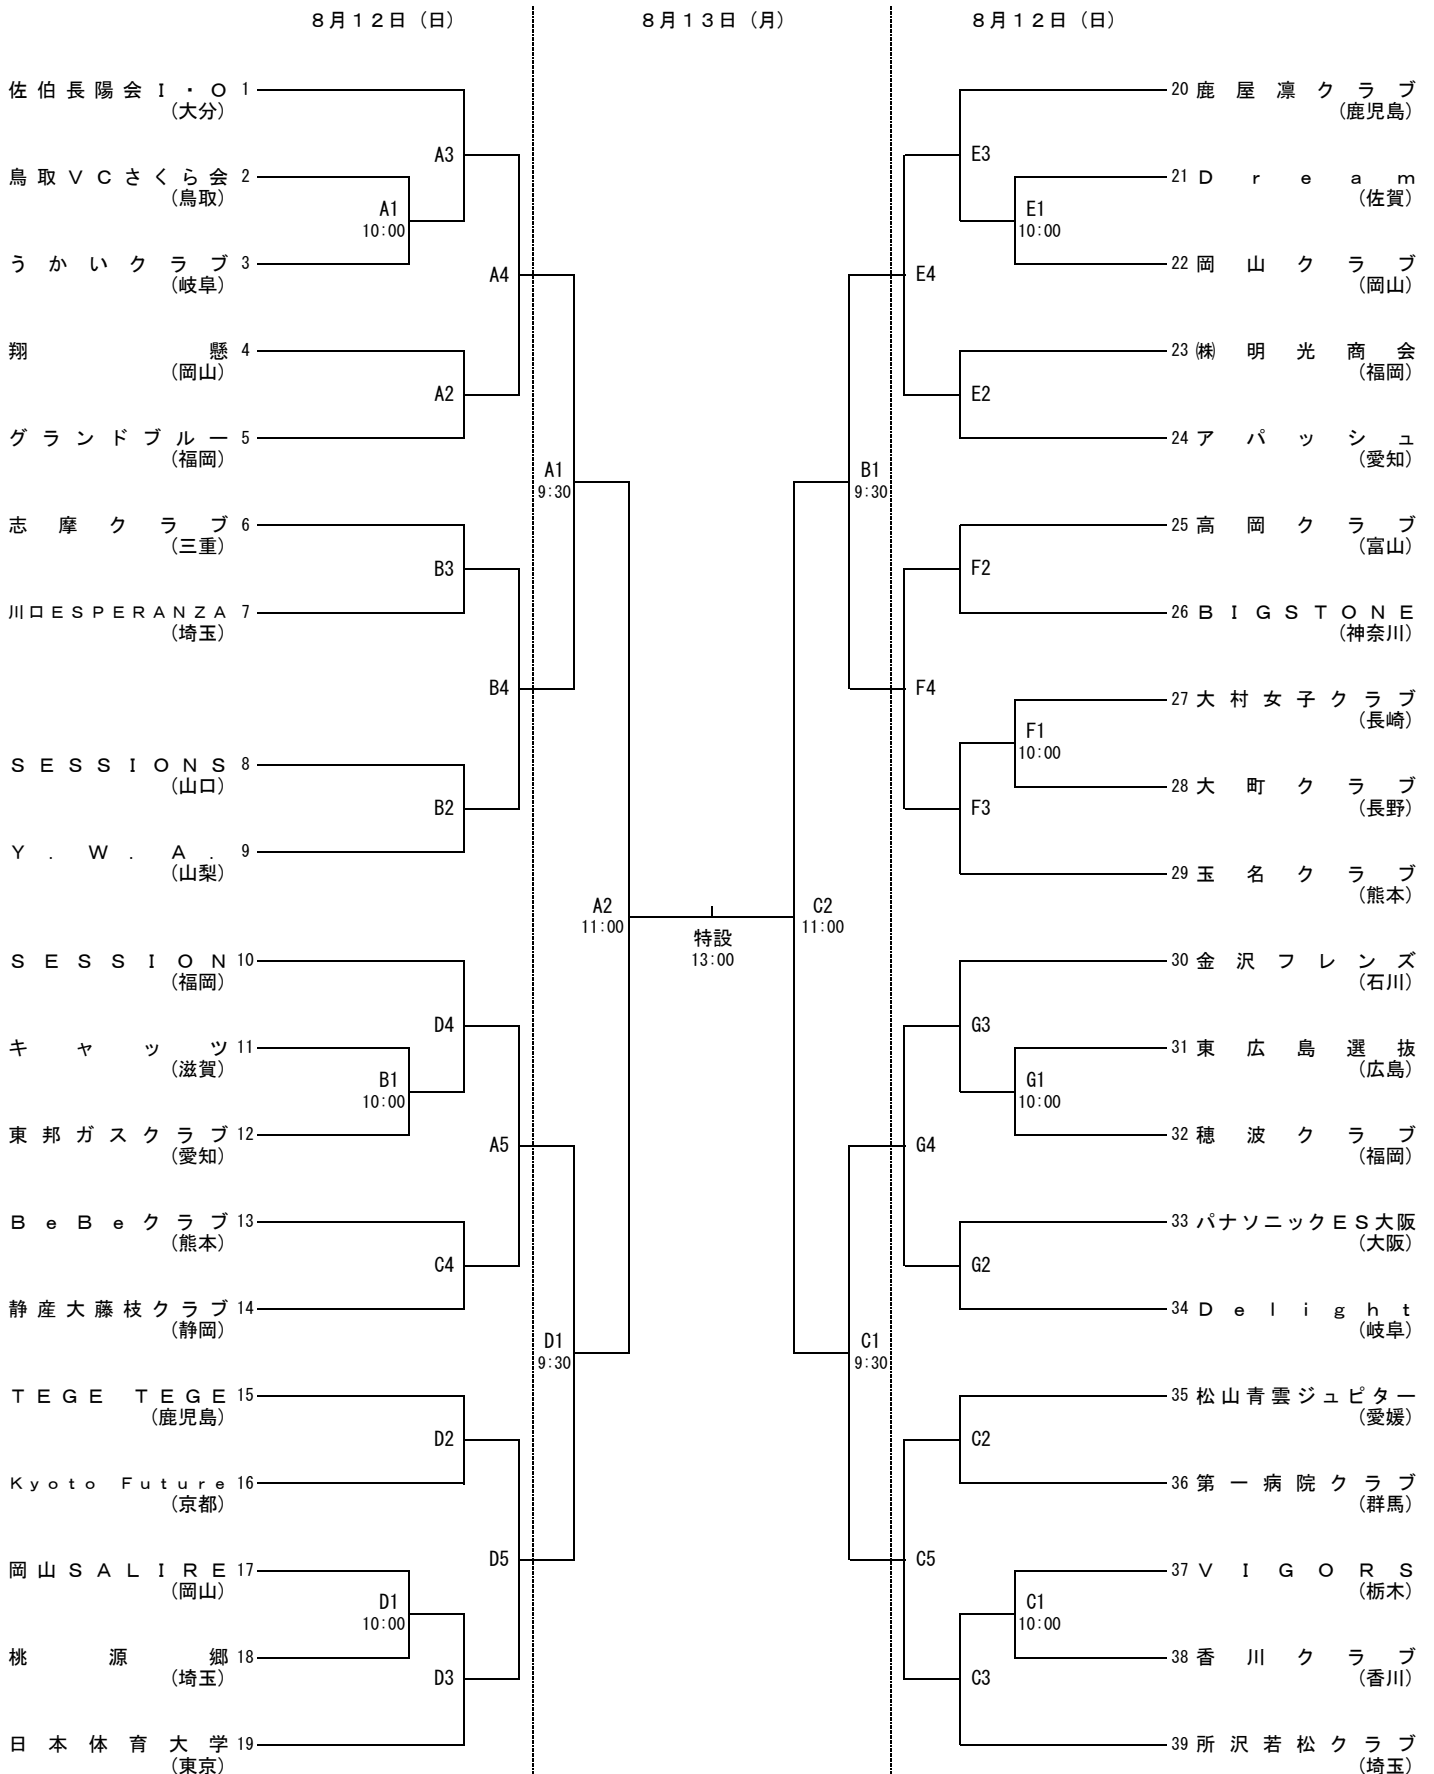 ８月１２日（日）
８月１３日（月）
８月１２日（日）
佐伯長陽会Ｉ・Ｏ 1
（大分）
A3
鳥取ＶＣさくら会 2
（鳥取）
A1
10:00
うかいクラブ 3
（岐阜）
A4
翔懸 4
（岡山）
A2
グランドブルー 5
（福岡）
A1
9:30
志摩クラブ 6
（三重）
B3
川口ＥＳＰＥＲＡＮＺＡ 7
（埼玉）
B4
ＳＥＳＳＩＯＮＳ 8
（山口）
B2
Ｙ．Ｗ．Ａ． 9
（山梨）
A2
11:00
ＳＥＳＳＩＯＮ 10
（福岡）
D4
キャッツ 11
（滋賀）
B1
10:00
東邦ガスクラブ 12
（愛知）
A5
ＢｅＢｅクラブ 13
（熊本）
C4
静産大藤枝クラブ 14
（静岡）
D1
9:30
ＴＥＧＥ ＴＥＧＥ 15
（鹿児島）
D2
Ｋｙｏｔｏ Ｆｕｔｕｒｅ 16
（京都）
D5
岡山ＳＡＬＩＲＥ 17
（岡山）
D1
10:00
桃源郷 18
（埼玉）
D3
日本体育大学 19
（東京）
特設
13:00
20 鹿屋凛クラブ
（鹿児島）
E3
21 Ｄｒｅａｍ
（佐賀）
E1
10:00
22 岡山クラブ
（岡山）
E4
23 ㈱明光商会
（福岡）
E2
24 アパッシュ
（愛知）
B1
9:30
25 高岡クラブ
（富山）
F2
26 ＢＩＧＳＴＯＮＥ
（神奈川）
F4
27 大村女子クラブ
（長崎）
F1
10:00
28 大町クラブ
（長野）
F3
29 玉名クラブ
（熊本）
C2
11:00
30 金沢フレンズ
（石川）
G3
31 東広島選抜
（広島）
G1
10:00
32 穂波クラブ
（福岡）
G4
33 パナソニックＥＳ大阪
（大阪）
G2
34 Ｄｅｌｉｇｈｔ
（岐阜）
C1
9:30
35 松山青雲ジュピター
（愛媛）
C2
36 第一病院クラブ
（群馬）
C5
37 ＶＩＧＯＲＳ
（栃木）
C1
10:00
38 香川クラブ
（香川）
C3
39 所沢若松クラブ
（埼玉）